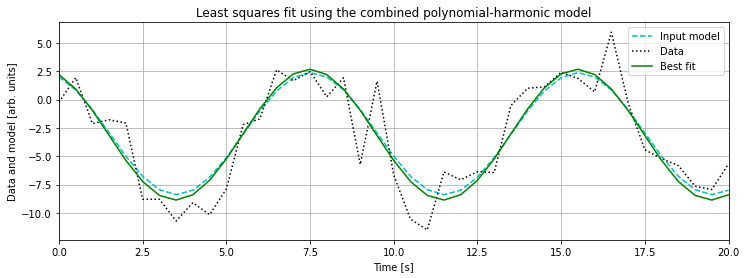 Least squares fit using the combined polynomial-harmonic model
Input model
Data
Best fit
Data and model [arb. units]
5.0
2.5
0.0
−2.5
−5.0
−7.5
−10.0
0.0 2.5 5.0 7.5 10.0 12.5 15.0 17.5 20.0
Time [s]